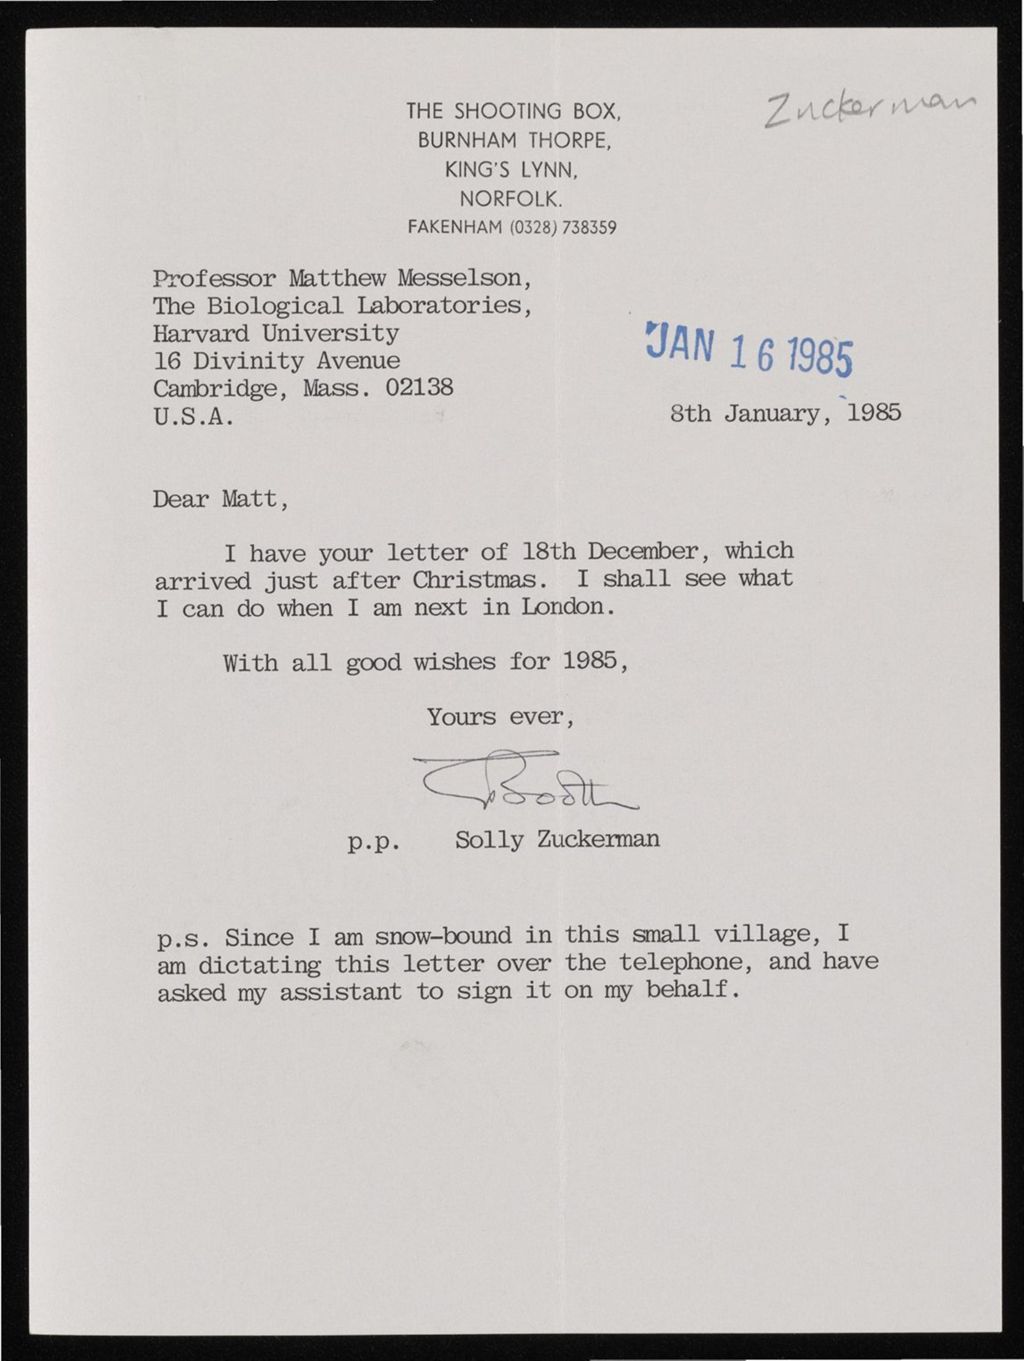 Zuckerman
THE SHOOTING BOX,
BURNHAM THORPE,
KING'S LYNN,
NORFOLK.
FAKENHAM (0328) 738359
Professor Matthew Messelson,
The Biological Laboratories,
Harvard University
16 Divinity Avenue
Cambridge, Mass. 02138
U.S.A.
JAN 16 1985
8th January, 1985
Dear Matt,
I have your letter of 18th December, which
arrived just after Christmas. I shall see what
I can do when I am next in London.
With all good wishes for 1985,
Yours ever,
Booth
p.p. Solly Zuckerman
p.s. Since I am snow-bound in this small village, I
am dictating this letter over the telephone, and have
asked my assistant to sign it on my behalf.